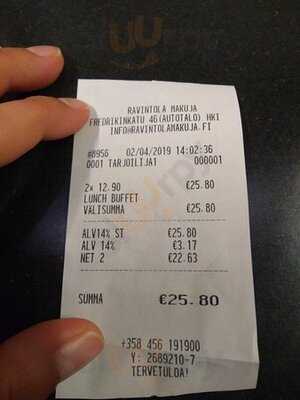 RAVINTOLA MAKUJA
FREDRIKINKATU 46(AUTOTALO) HKI
INFO@RAVINTOLAMAKUJA.FI
#8956 02/04/2019 14:02:36
0001 TARJOILIJA1 000001
2x 12.90 €25.80
LUNCH BUFFET
VÄLISUMMA €25.80
ALV14% ST €25.80
ALV 14% €3.17
NET 2 €22.63
SUMMA €25.80
+358 456 191900
Y: 2689210-7
TERVETULOA!